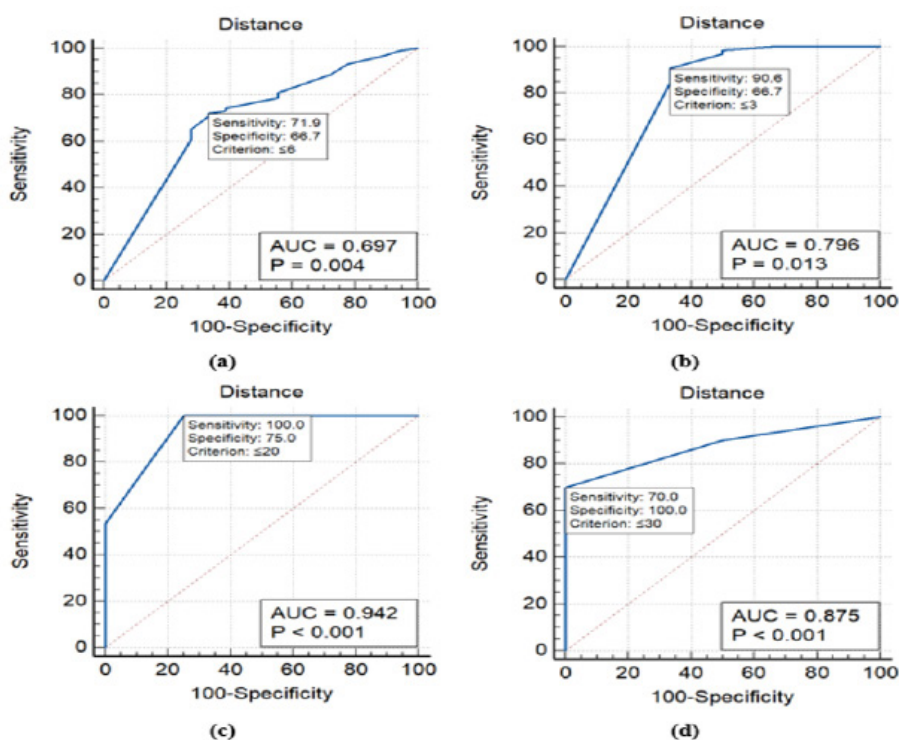 Distance
100
80
60
40
20
0
Sensitivity
Sensitivity: 71.9
Specificity: 66.7
Criterion: ≤6
AUC = 0.697
P = 0.004
0 20 40 60 80 100
100-Specificity
(a)
Distance
100
80
60
40
20
0
Sensitivity
Sensitivity: 90.6
Specificity: 66.7
Criterion: ≤3
AUC = 0.796
P = 0.013
0 20 40 60 80 100
100-Specificity
(b)
Distance
100
80
60
40
20
0
Sensitivity
Sensitivity: 100.0
Specificity: 75.0
Criterion: ≤20
AUC = 0.942
P < 0.001
0 20 40 60 80 100
100-Specificity
(c)
Distance
100
80
60
40
20
0
Sensitivity
Sensitivity: 70.0
Specificity: 100.0
Criterion: ≤30
AUC = 0.875
P < 0.001
0 20 40 60 80 100
100-Specificity
(d)